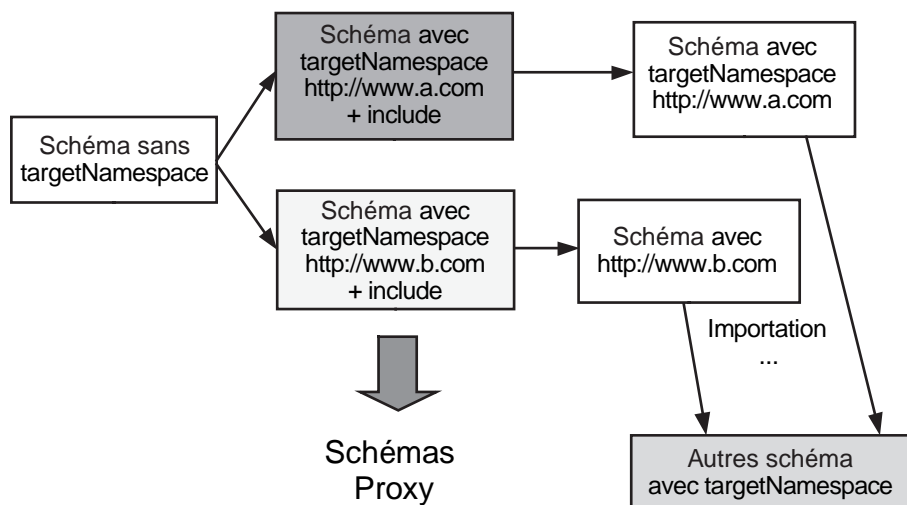 Schéma avec
targetNamespace
http://www.a.com
+ include
Schéma avec
targetNamespace
http://www.a.com
Schéma sans
targetNamespace
Schéma avec
targetNamespace
http://www.b.com
+ include
Schéma avec
http://www.b.com
Importation
...
Schémas
Proxy
Autres schéma
avec targetNamespace